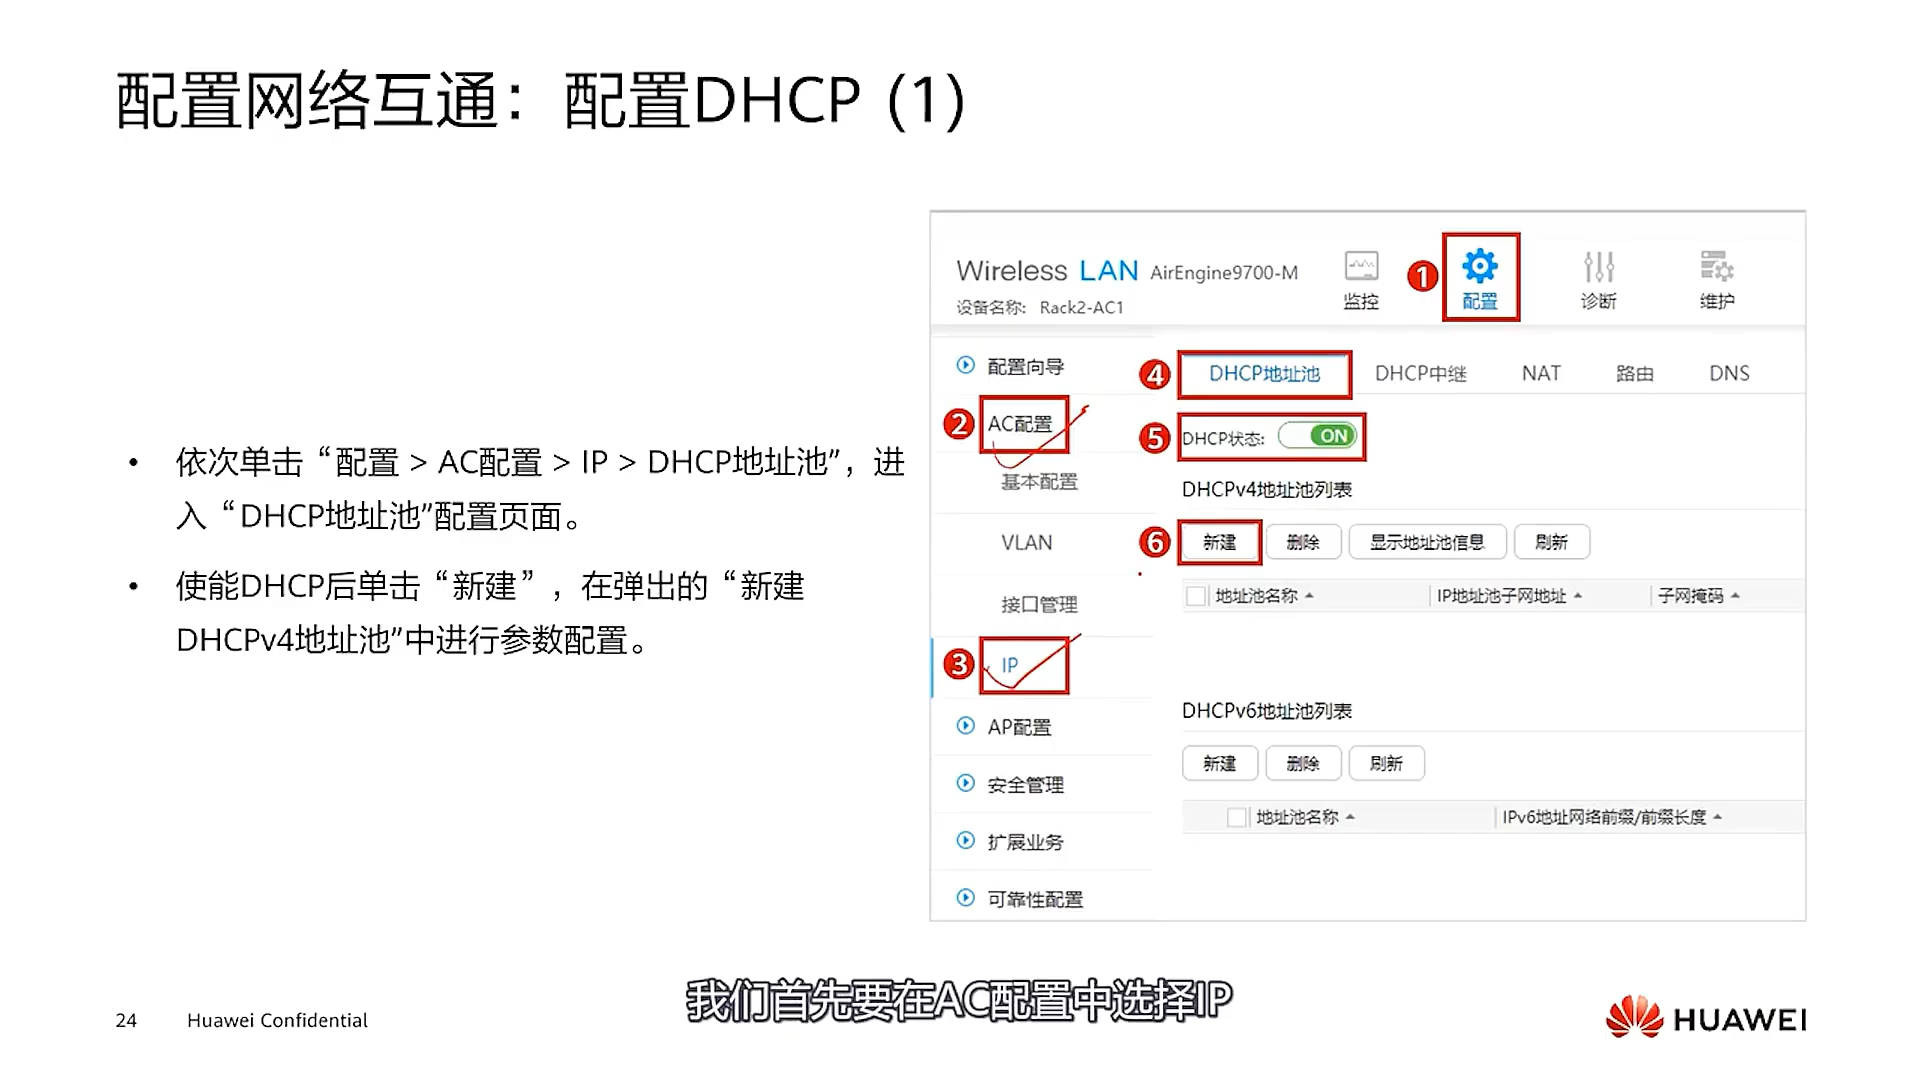 配置网络互通：配置DHCP (1)
• 依次单击“配置 > AC配置 > IP > DHCP地址池”，进
入“DHCP地址池”配置页面。
• 使能DHCP后单击“新建”，在弹出的“新建
DHCPv4地址池”中进行参数配置。
Wireless LAN AirEngine9700-M
设备名称: Rack2-AC1
监控
1 配置
诊断
维护
配置向导
2 AC配置
基本配置
VLAN
接口管理
3 IP
AP配置
安全管理
扩展业务
可靠性配置
4 DHCP地址池 DHCP中继 NAT 路由 DNS
5 DHCP状态: ON
DHCPv4地址池列表
6 新建 删除 显示地址池信息 刷新
地址池名称 IP地址池子网地址 子网掩码
DHCPv6地址池列表
新建 删除 刷新
地址池名称 IPv6地址网络前缀/前缀长度
我们首先要在AC配置中选择IP
24 Huawei Confidential
HUAWEI